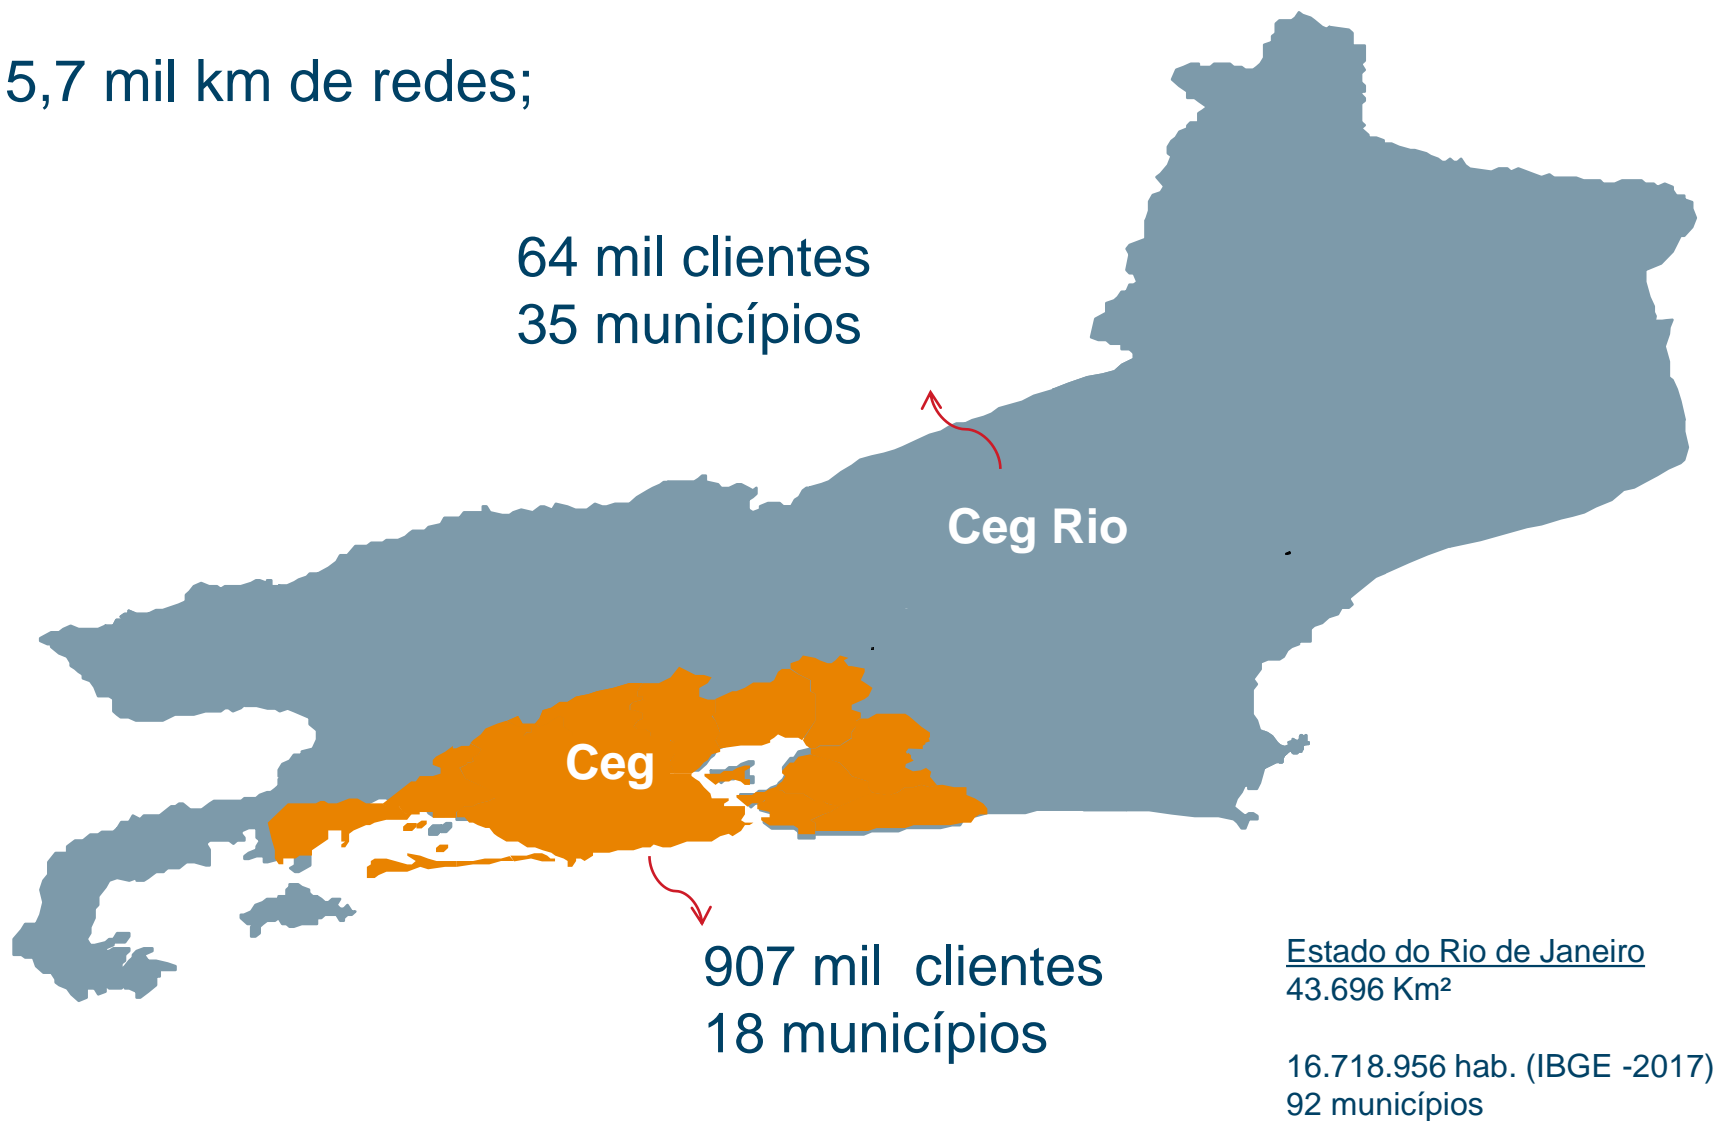 5,7 mil km de redes;
64 mil clientes
35 municípios
Ceg Rio
Ceg
907 mil  clientes
18 municípios
Estado do Rio de Janeiro
43.696 Km²
16.718.956 hab. (IBGE -2017)
92 municípios